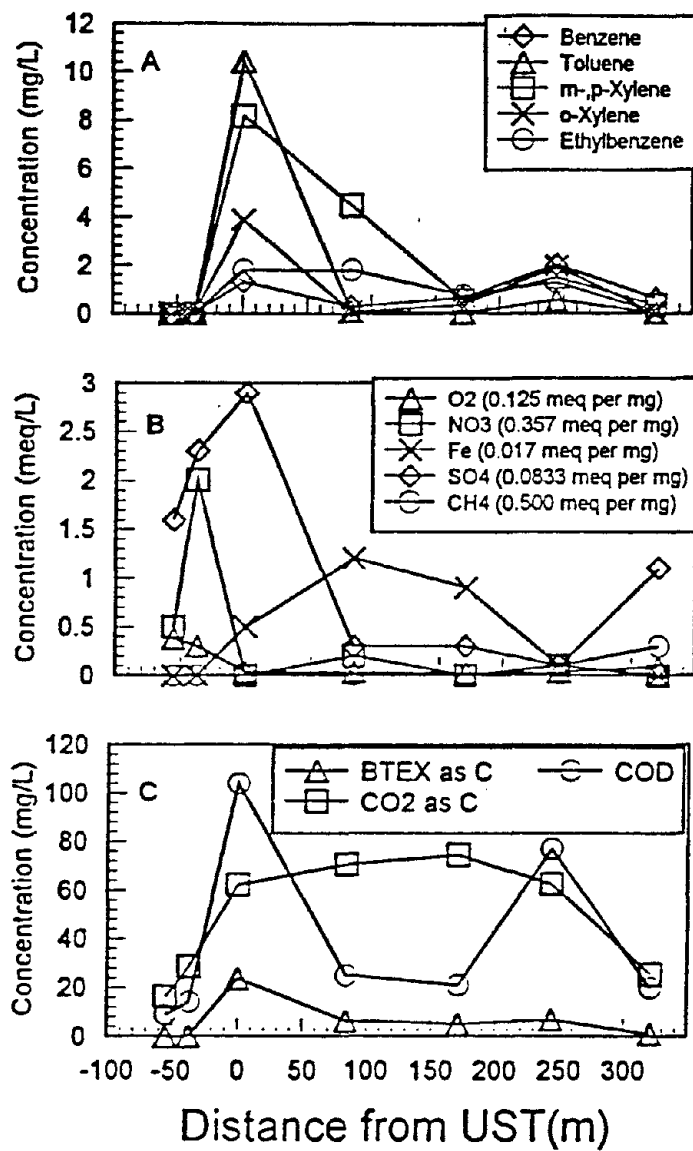 Concentration (mg/L)
12
10
8
6
4
2
0
A
Benzene
Toluene
m-,p-Xylene
o-Xylene
Ethylbenzene
Concentration (meq/L)
3
2.5
2
1.5
1
0.5
0
B
O2 (0.125 meq per mg)
NO3 (0.357 meq per mg)
Fe (0.017 meq per mg)
SO4 (0.0833 meq per mg)
CH4 (0.500 meq per mg)
Concentration (mg/L)
120
100
80
60
40
20
0
C
BTEX as C
COD
CO2 as C
-100 -50 0 50 100 150 200 250 300
Distance from UST(m)